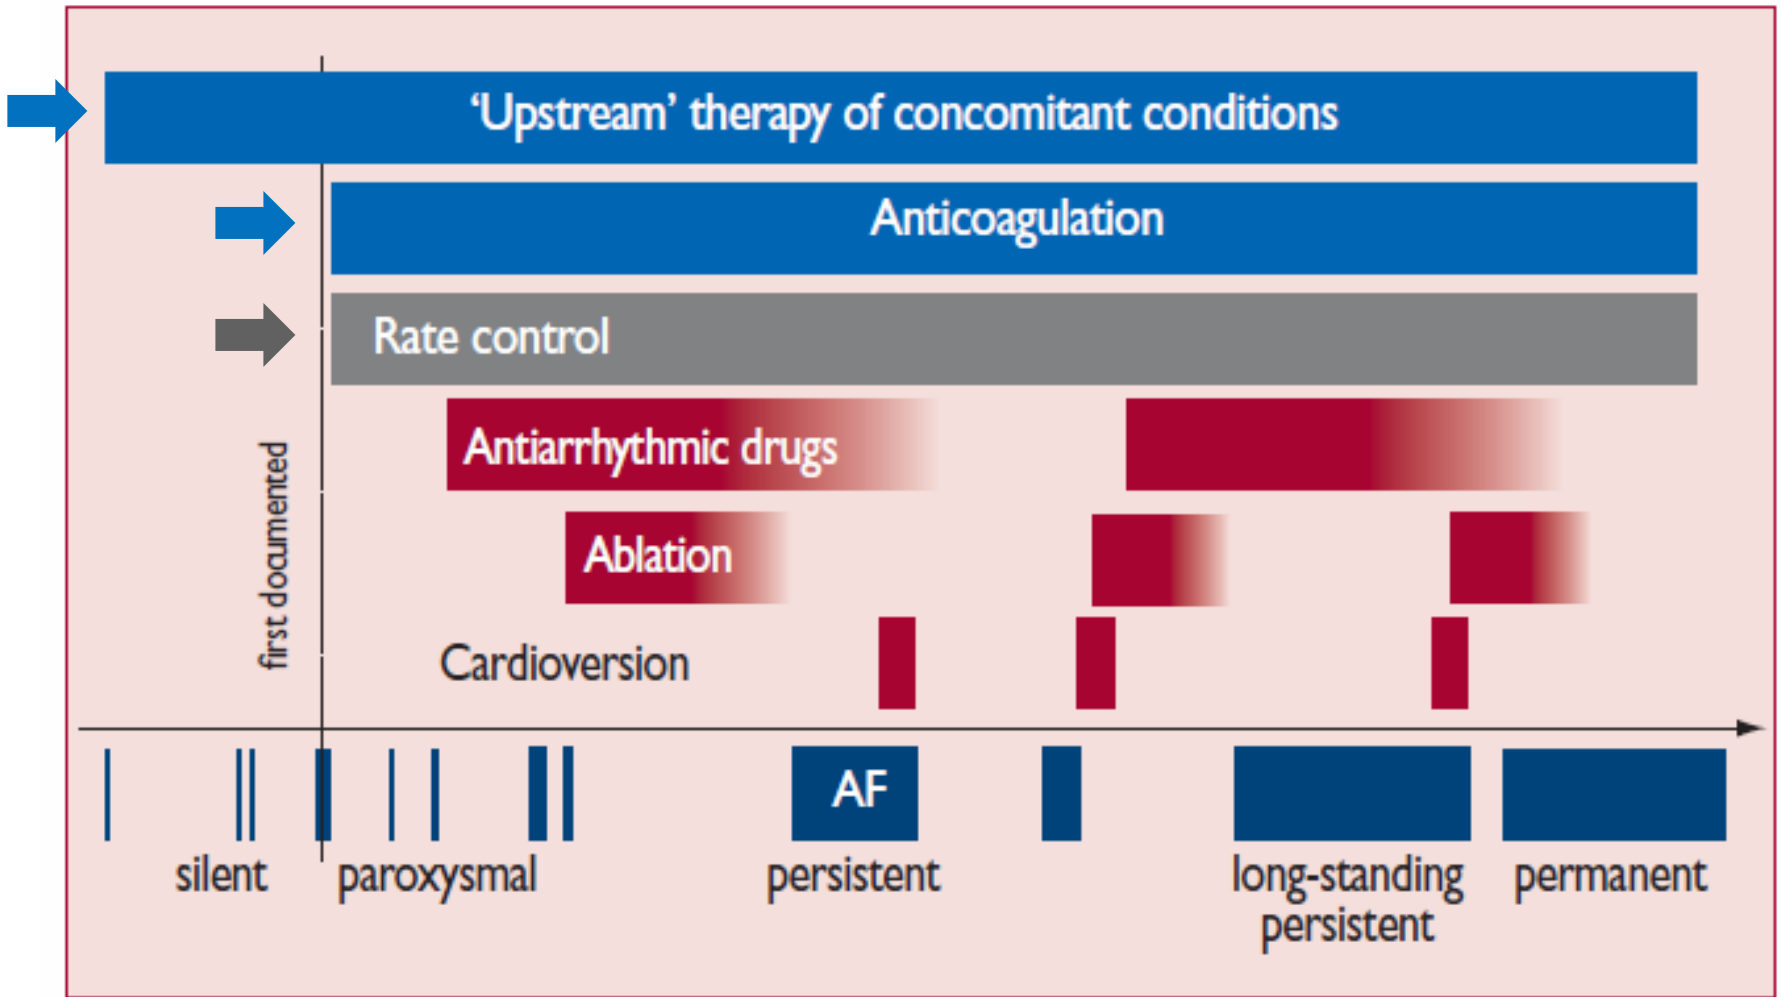 ‘Upstream’ therapy of concomitant conditions
Anticoagulation
Rate control
Antiarrhythmic drugs
Ablation
Cardioversion
first documented
AF
silent
paroxysmal
persistent
long-standing
persistent
permanent